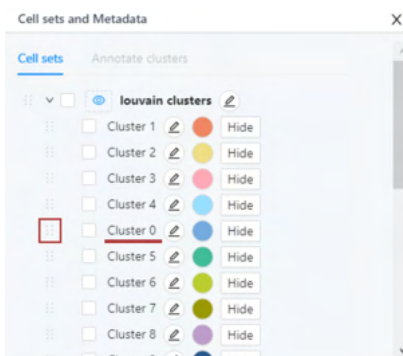 Cell sets and Metadata X
Cell sets Annotate clusters
louvain clusters
Cluster 1 Hide
Cluster 2 Hide
Cluster 3 Hide
Cluster 4 Hide
Cluster 0 Hide
Cluster 5 Hide
Cluster 6 Hide
Cluster 7 Hide
Cluster 8 Hide